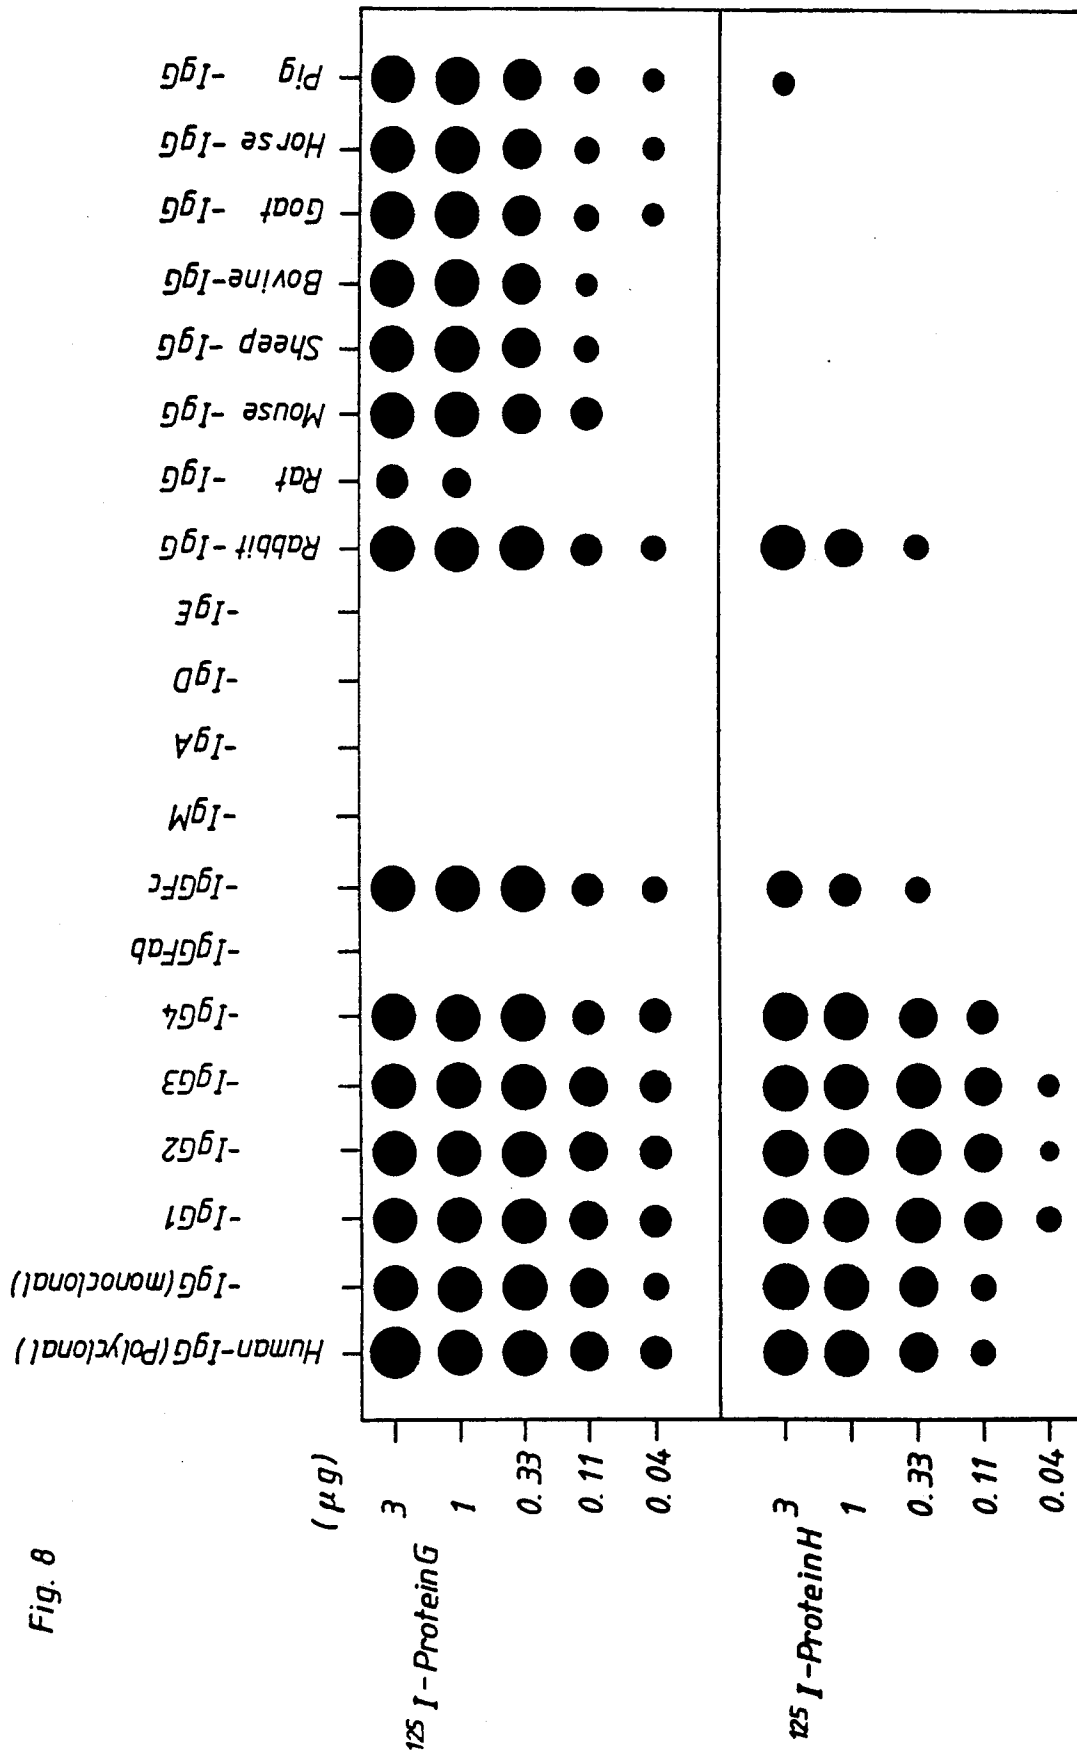 Fig. 8
Human-IgG(Polyclonal)
-IgG(monoclonal)
-IgG1
-IgG2
-IgG3
-IgG4
-IgGFab
-IgGFc
-IgM
-IgA
-IgD
-IgE
Rabbit-IgG
Rat -IgG
Mouse-IgG
Sheep-IgG
Bovine-IgG
Goat -IgG
Horse-IgG
Pig -IgG
(μg)
125 I-ProteinG
3
1
0.33
0.11
0.04
125 I-ProteinH
3
1
0.33
0.11
0.04